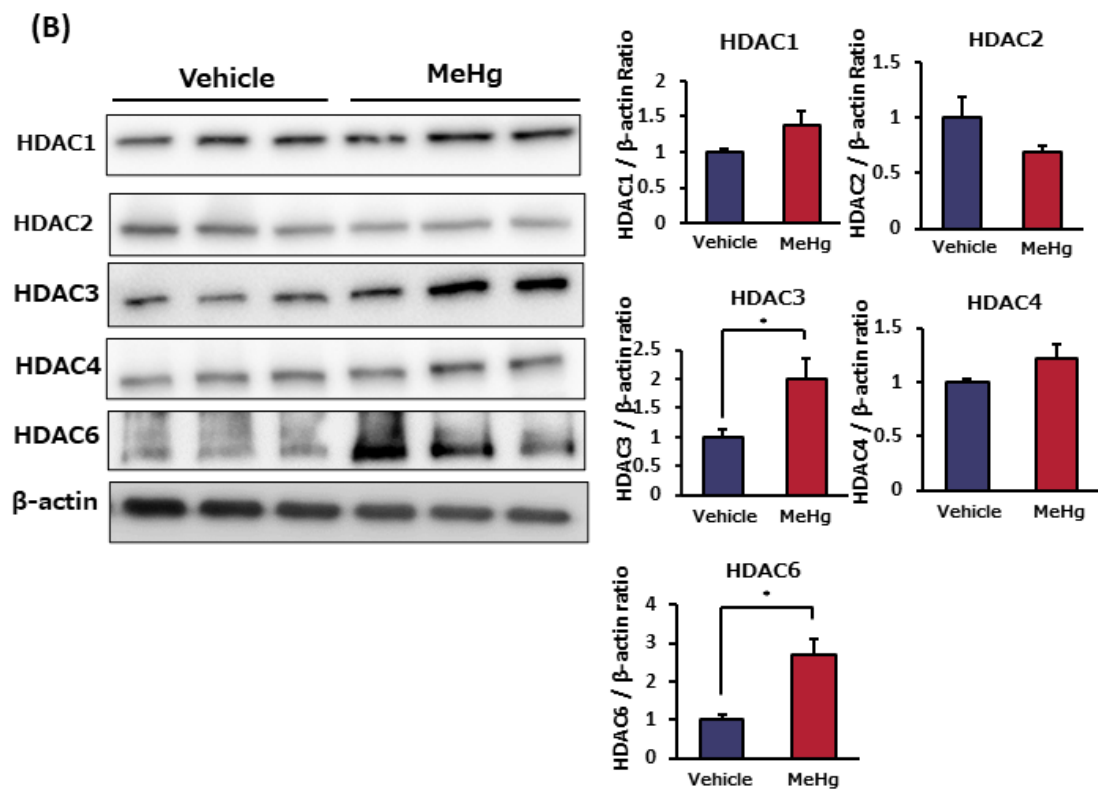 (B)
Vehicle MeHg
HDAC1
HDAC2
HDAC3
HDAC4
HDAC6
β-actin
HDAC1
HDAC1 / β-actin Ratio
2
1.5
1
0.5
0
Vehicle MeHg
HDAC2
HDAC2 / β-actin Ratio
1.5
1
0.5
0
Vehicle MeHg
HDAC3
*
HDAC3 / β-actin ratio
2.5
2
1.5
1
0.5
0
Vehicle MeHg
HDAC4
HDAC4/ β-actin ratio
1.5
1
0.5
0
Vehicle MeHg
HDAC6
*
HDAC6 / β-actin ratio
4
3
2
1
0
Vehicle MeHg